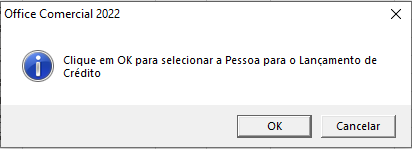 Office Comercial 2022
Clique em OK para selecionar a Pessoa para o Lançamento de
Crédito
OK
Cancelar